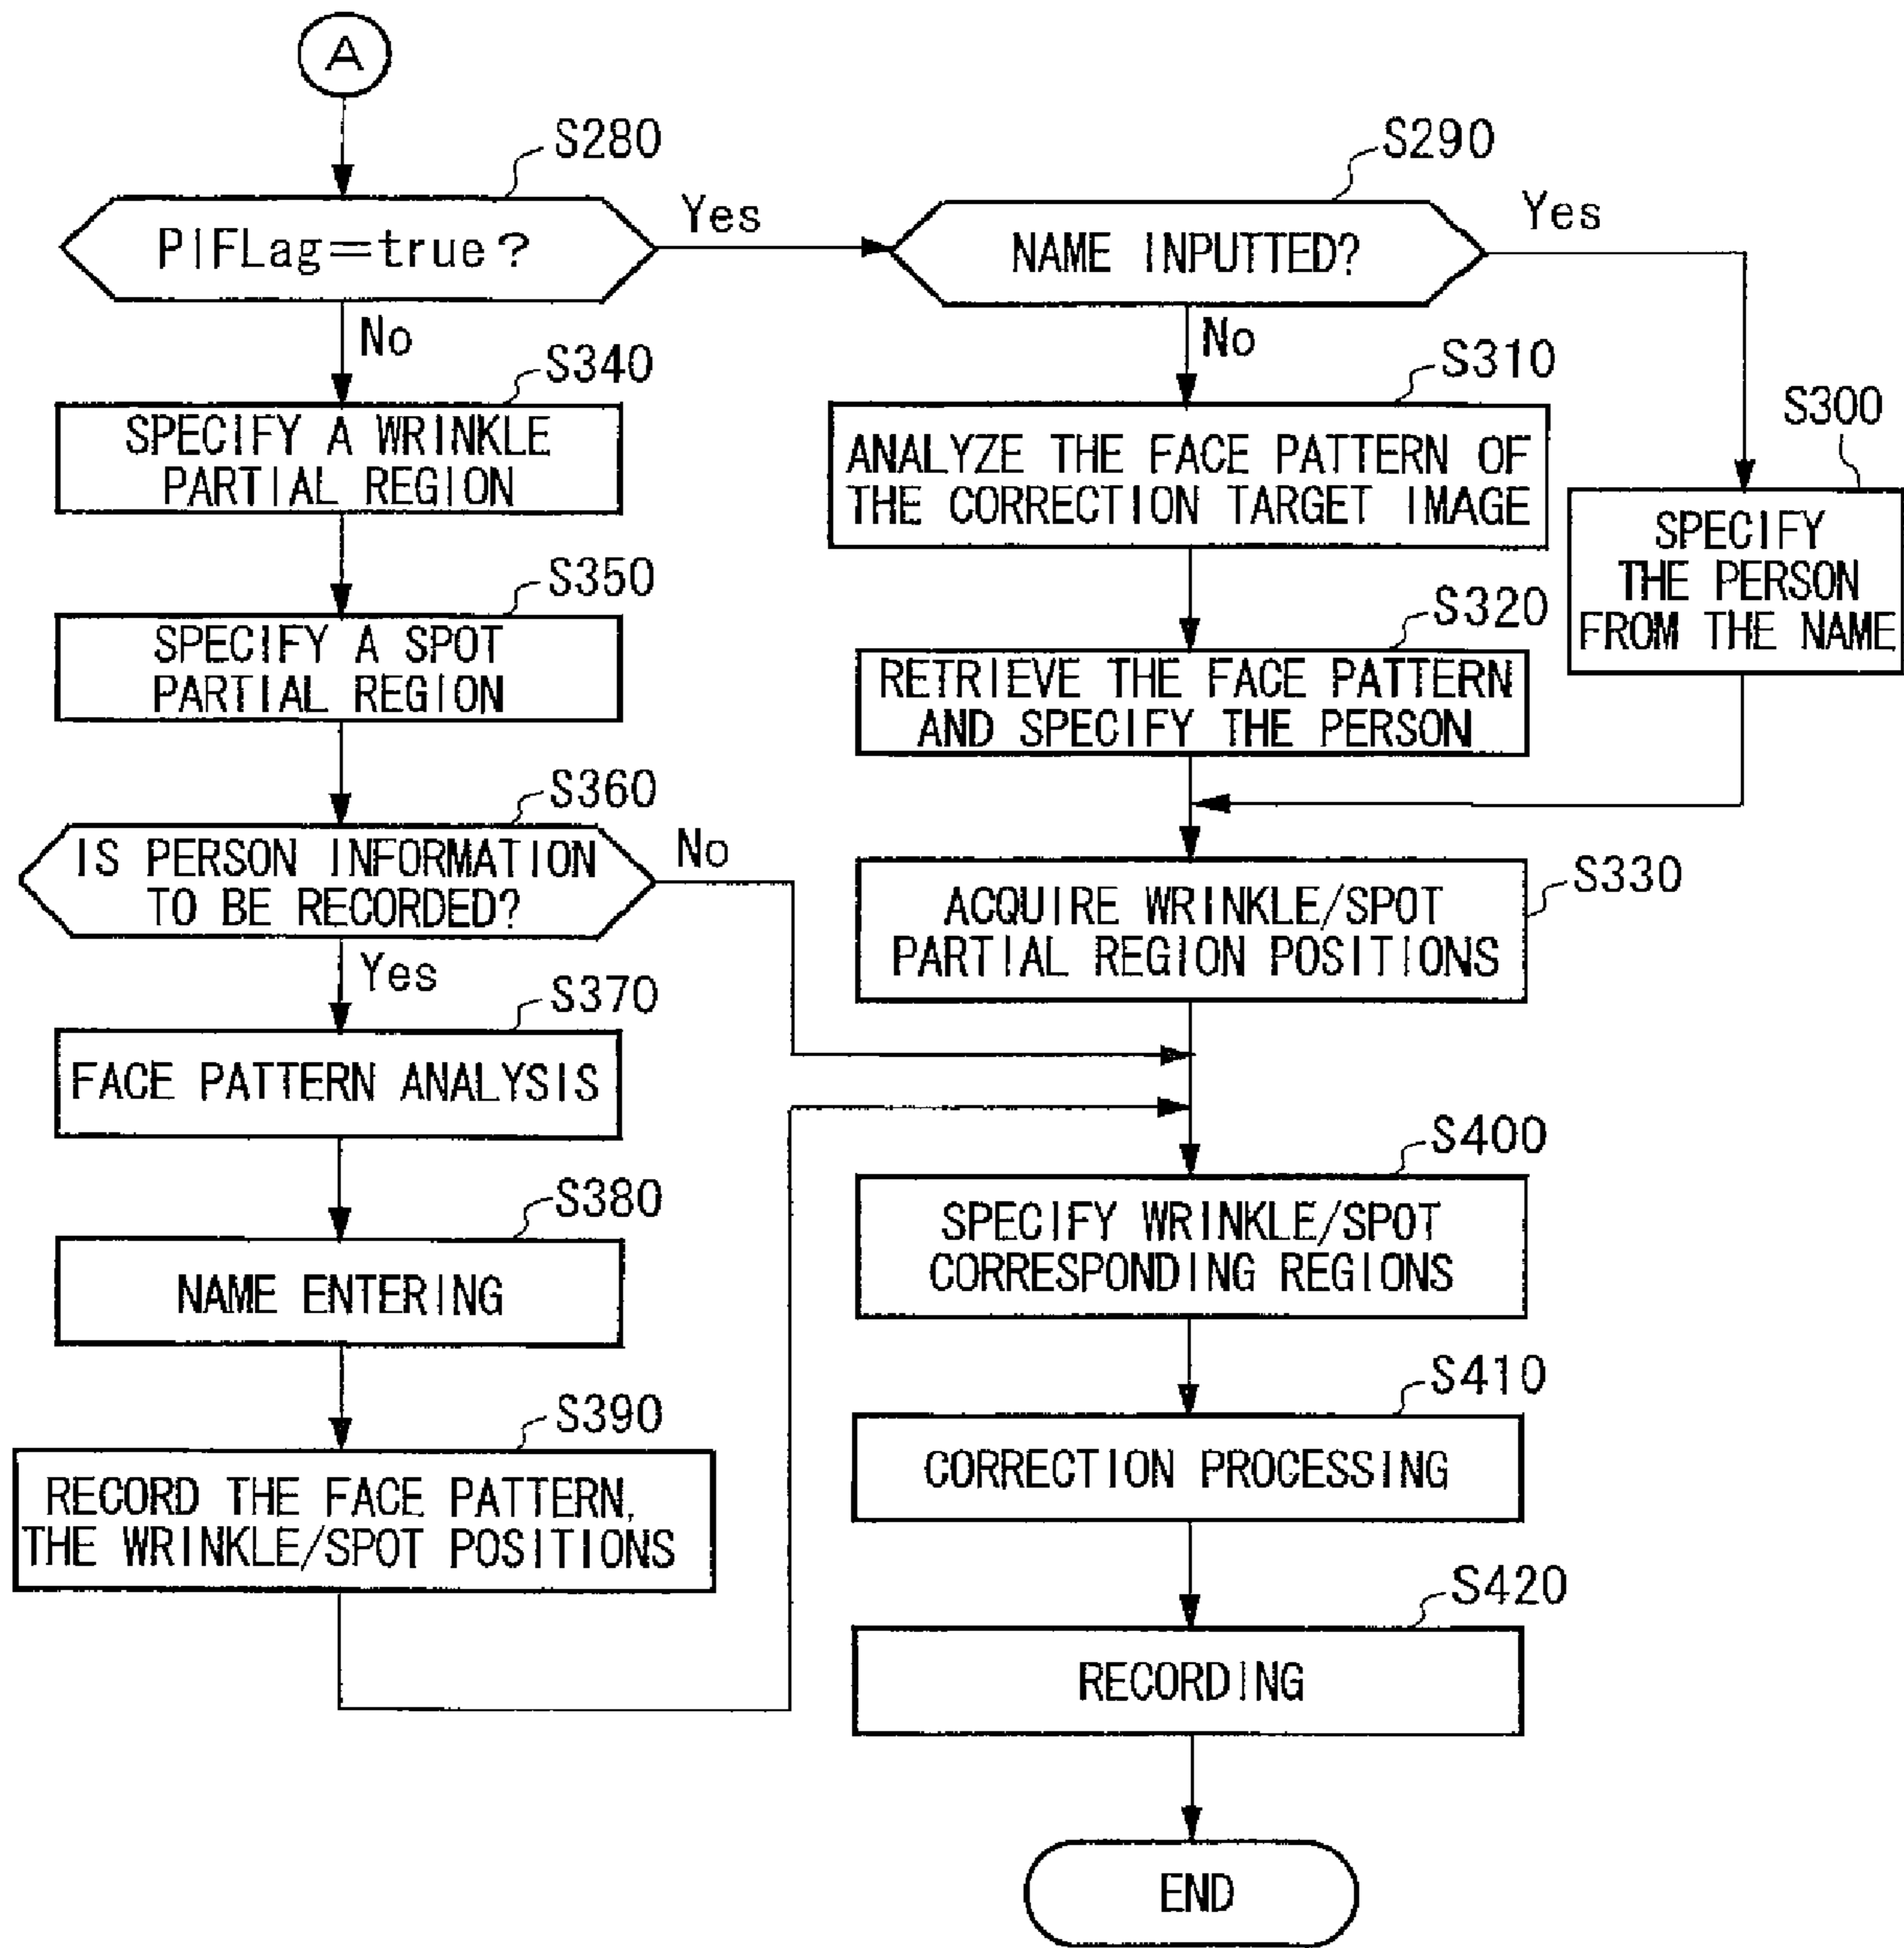 A
S280
PIFLag=true?
Yes
No
S290
NAME INPUTTED?
Yes
No
S300
SPECIFY
THE PERSON
FROM THE NAME
S310
ANALYZE THE FACE PATTERN OF
THE CORRECTION TARGET IMAGE
S320
RETRIEVE THE FACE PATTERN
AND SPECIFY THE PERSON
S330
ACQUIRE WRINKLE/SPOT
PARTIAL REGION POSITIONS
S340
SPECIFY A WRINKLE
PARTIAL REGION
S350
SPECIFY A SPOT
PARTIAL REGION
S360
IS PERSON INFORMATION
TO BE RECORDED?
No
Yes
S370
FACE PATTERN ANALYSIS
S380
NAME ENTERING
S390
RECORD THE FACE PATTERN,
THE WRINKLE/SPOT POSITIONS
S400
SPECIFY WRINKLE/SPOT
CORRESPONDING REGIONS
S410
CORRECTION PROCESSING
S420
RECORDING
END